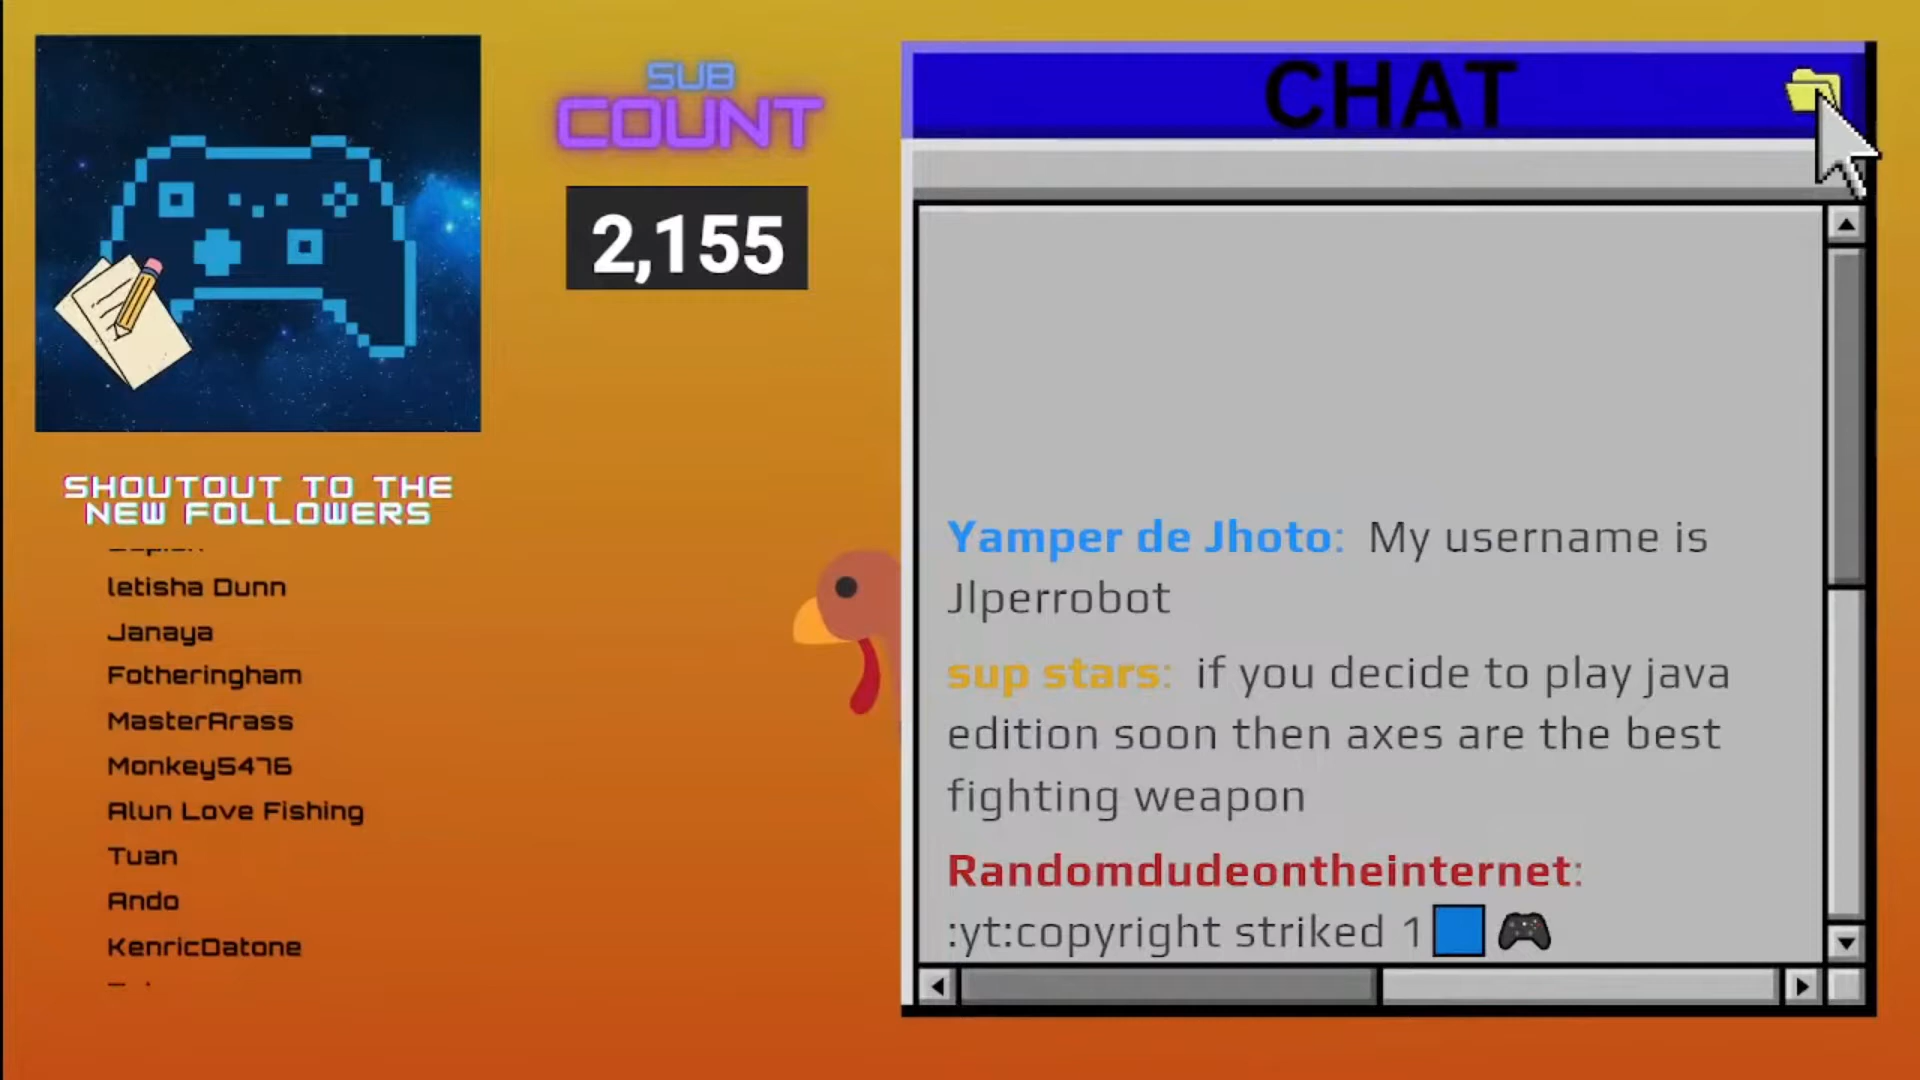 SUB
COUNT
2,155
SHOUTOUT TO THE
NEW FOLLOWERS
letisha Dunn
Janaya
Fotheringham
MasterArass
Monkey5476
Alun Love Fishing
Tuan
Ando
KenricDatone
CHAT
Yamper de Jhoto: My username is
Jlperrobot
sup stars: if you decide to play java
edition soon then axes are the best
fighting weapon
Randomdudeontheinternet:
:yt:copyright striked 1🟦🎮